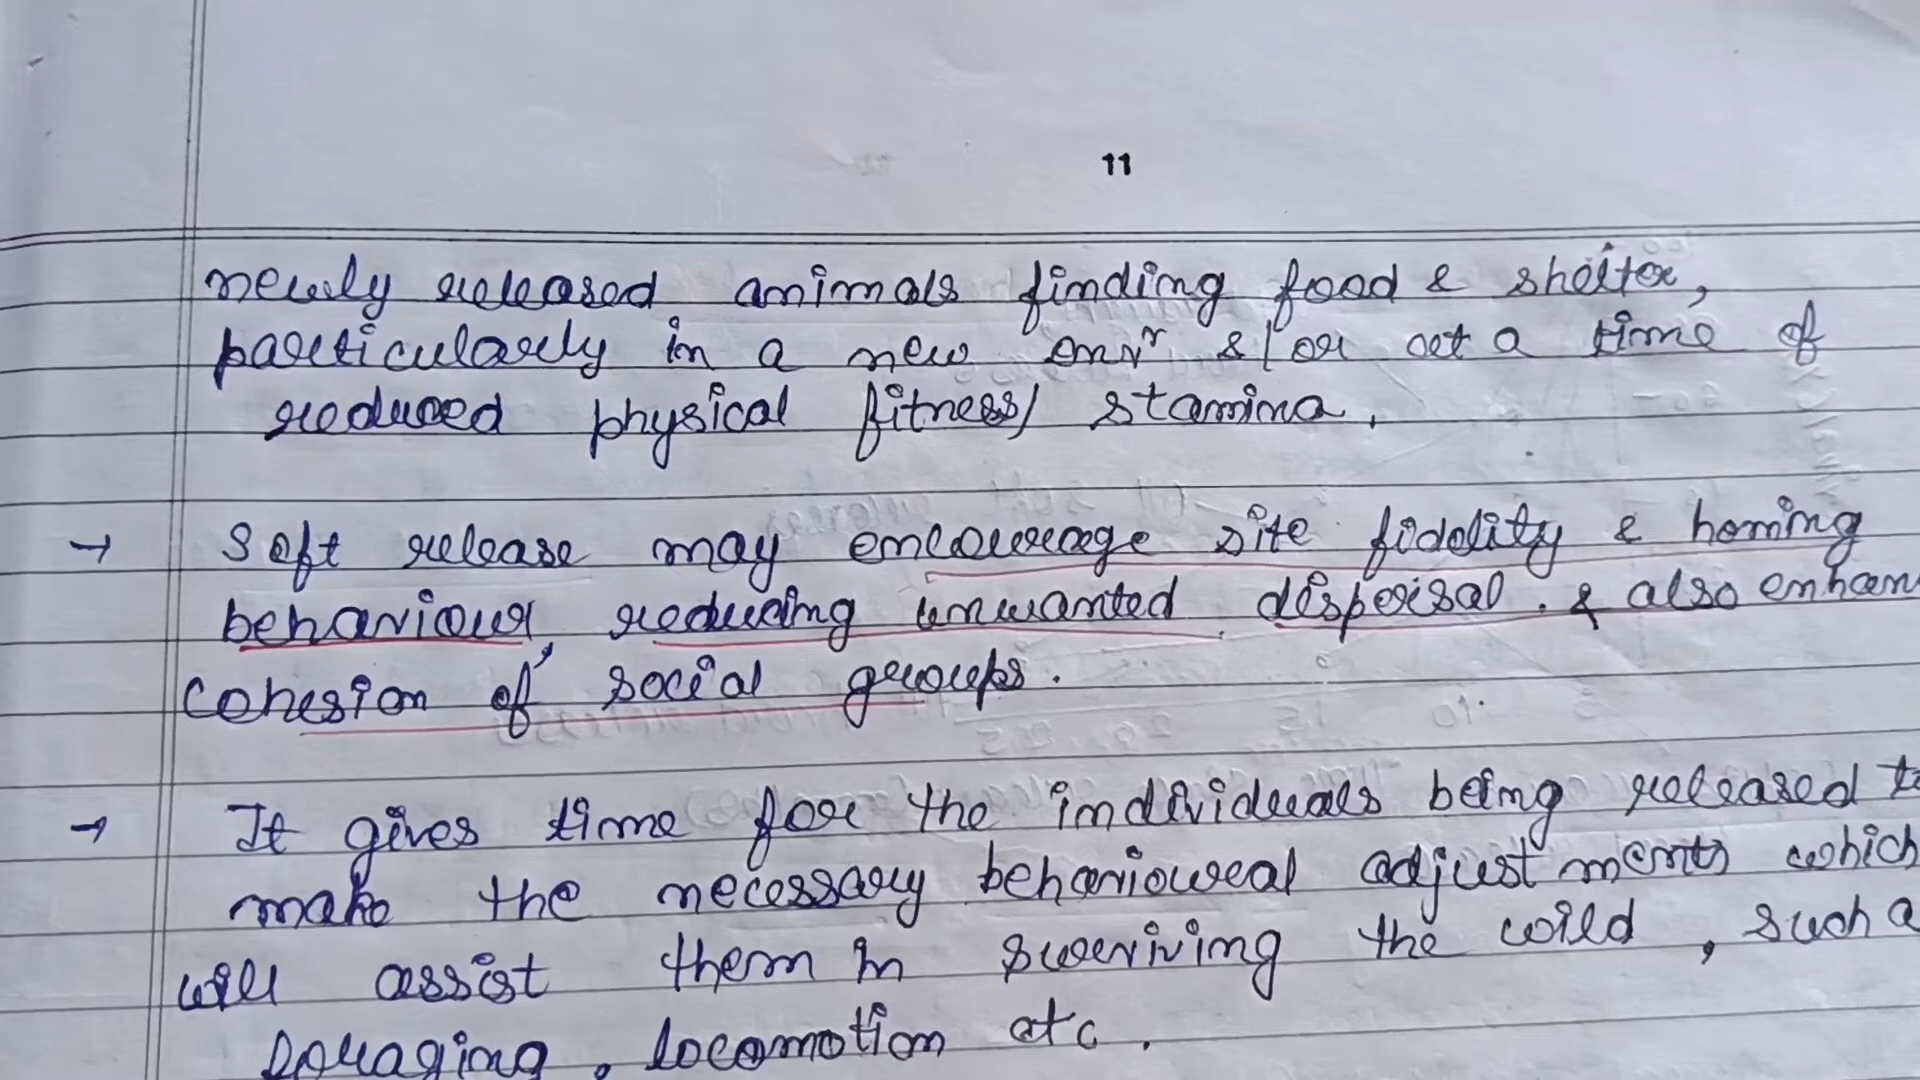 11
newly released animals finding food & shelter,
particularly in a new envr &/or at a time of
reduced physical fitness/ stamina.
→ Soft release may encourage site fidelity & homing
behaviour, reducing unwanted dispersal. & also enhan
cohesion of social groups.
→ It gives time for the individuals being released to
make the necessary behavioural adjustments which
will assist them in surviving the wild, such a
foraging, locomotion etc.